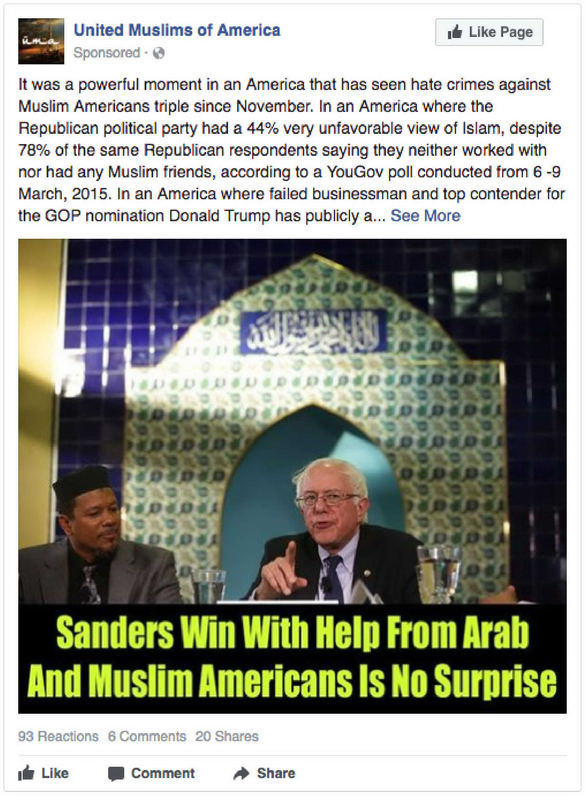 uma
United Muslims of America
Like Page
Sponsored ·
It was a powerful moment in an America that has seen hate crimes against
Muslim Americans triple since November. In an America where the
Republican political party had a 44% very unfavorable view of Islam, despite
78% of the same Republican respondents saying they neither worked with
nor had any Muslim friends, according to a YouGov poll conducted from 6 -9
March, 2015. In an America where failed businessman and top contender for
the GOP nomination Donald Trump has publicly a... See More
لا إله إلا الله محمد رسول الله
Sanders Win With Help From Arab
And Muslim Americans Is No Surprise
93 Reactions 6 Comments 20 Shares
Like Comment Share